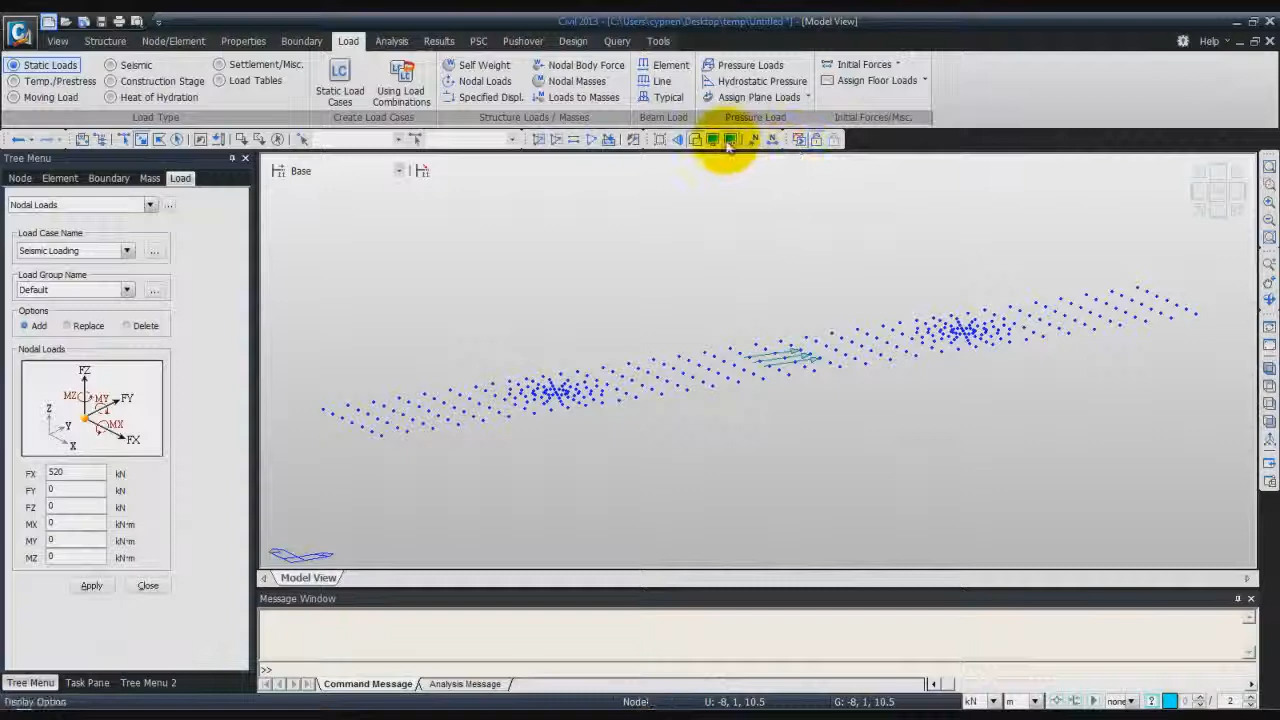 Civil 2013 - [C:\Users\cypnen\Desktop\temp\Untitled *] - [Model View]
View Structure Node/Element Properties Boundary Load Analysis Results PSC Pushover Design Query Tools Help
Static Loads Seismic Settlement/Misc.
Temp./Prestress Construction Stage Load Tables
Moving Load Heat of Hydration
Load Type
LC
Static Load Cases
Using Load Combinations
Create Load Cases
Self Weight Nodal Body Force
Nodal Loads Nodal Masses
Specified Displ. Loads to Masses
Structure Loads / Masses
Element
Line
Typical
Beam Load
Pressure Loads
Hydrostatic Pressure
Assign Plane Loads
Pressure Load
Initial Forces
Assign Floor Loads
Initial Forces/Misc.
Tree Menu
Node Element Boundary Mass Load
Nodal Loads
Load Case Name
Seismic Loading
Load Group Name
Default
Options
Add Replace Delete
Nodal Loads
FZ
MZ MY FY
Z
Y
MX
X
FX
FX 520 kN
FY 0 kN
FZ 0 kN
MX 0 kN*m
MY 0 kN*m
MZ 0 kN*m
Apply Close
Base
Model View
Message Window
>>
Command Message Analysis Message
Tree Menu Task Pane Tree Menu 2
Display Option
Node U: -8, 1, 10.5 G: -8, 1, 10.5 kN m none ? 0 / 2